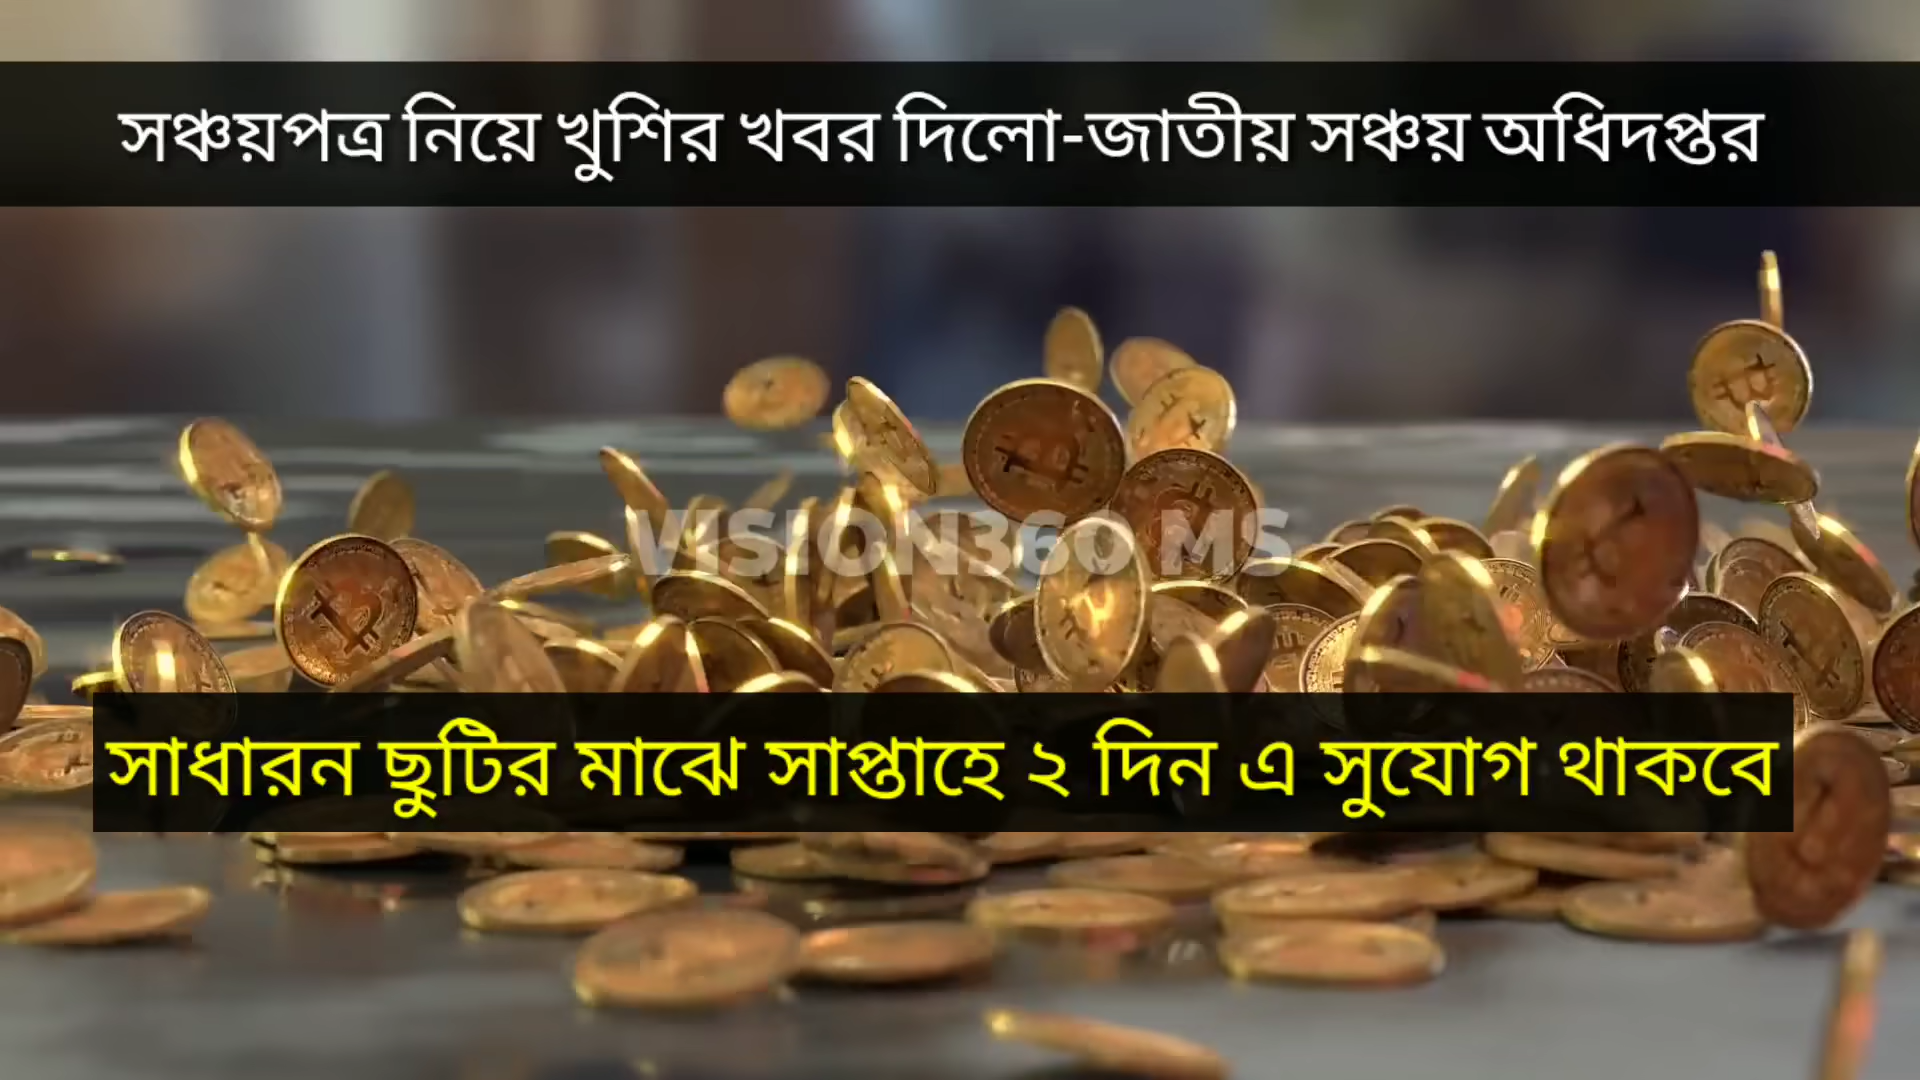 সঞ্চয়পত্র নিয়ে খুশির খবর দিলো-জাতীয় সঞ্চয় অধিদপ্তর
VISION360 MS
সাধারন ছুটির মাঝে সাপ্তাহে ২ দিন এ সুযোগ থাকবে